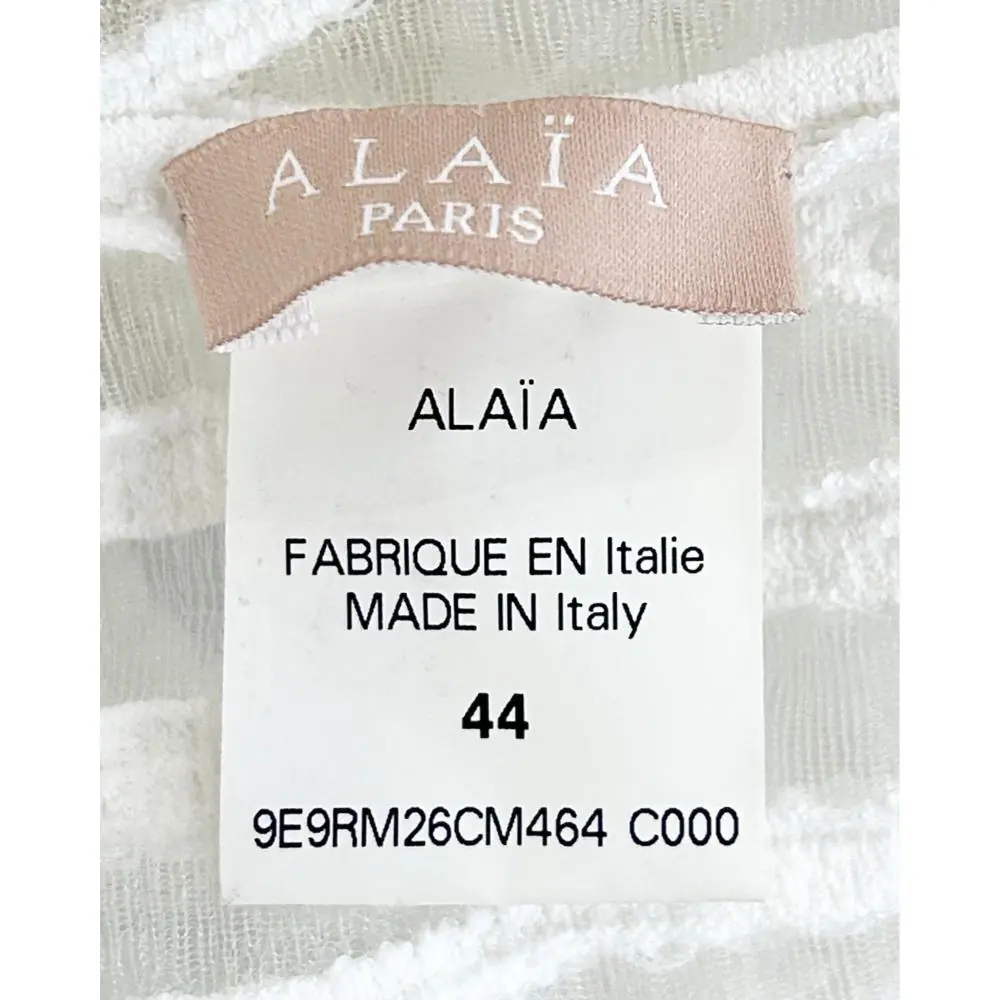 ALAÏA
PARIS
ALAÏA
FABRIQUE EN Italie
MADE IN Italy
44
9E9RM26CM464 C000